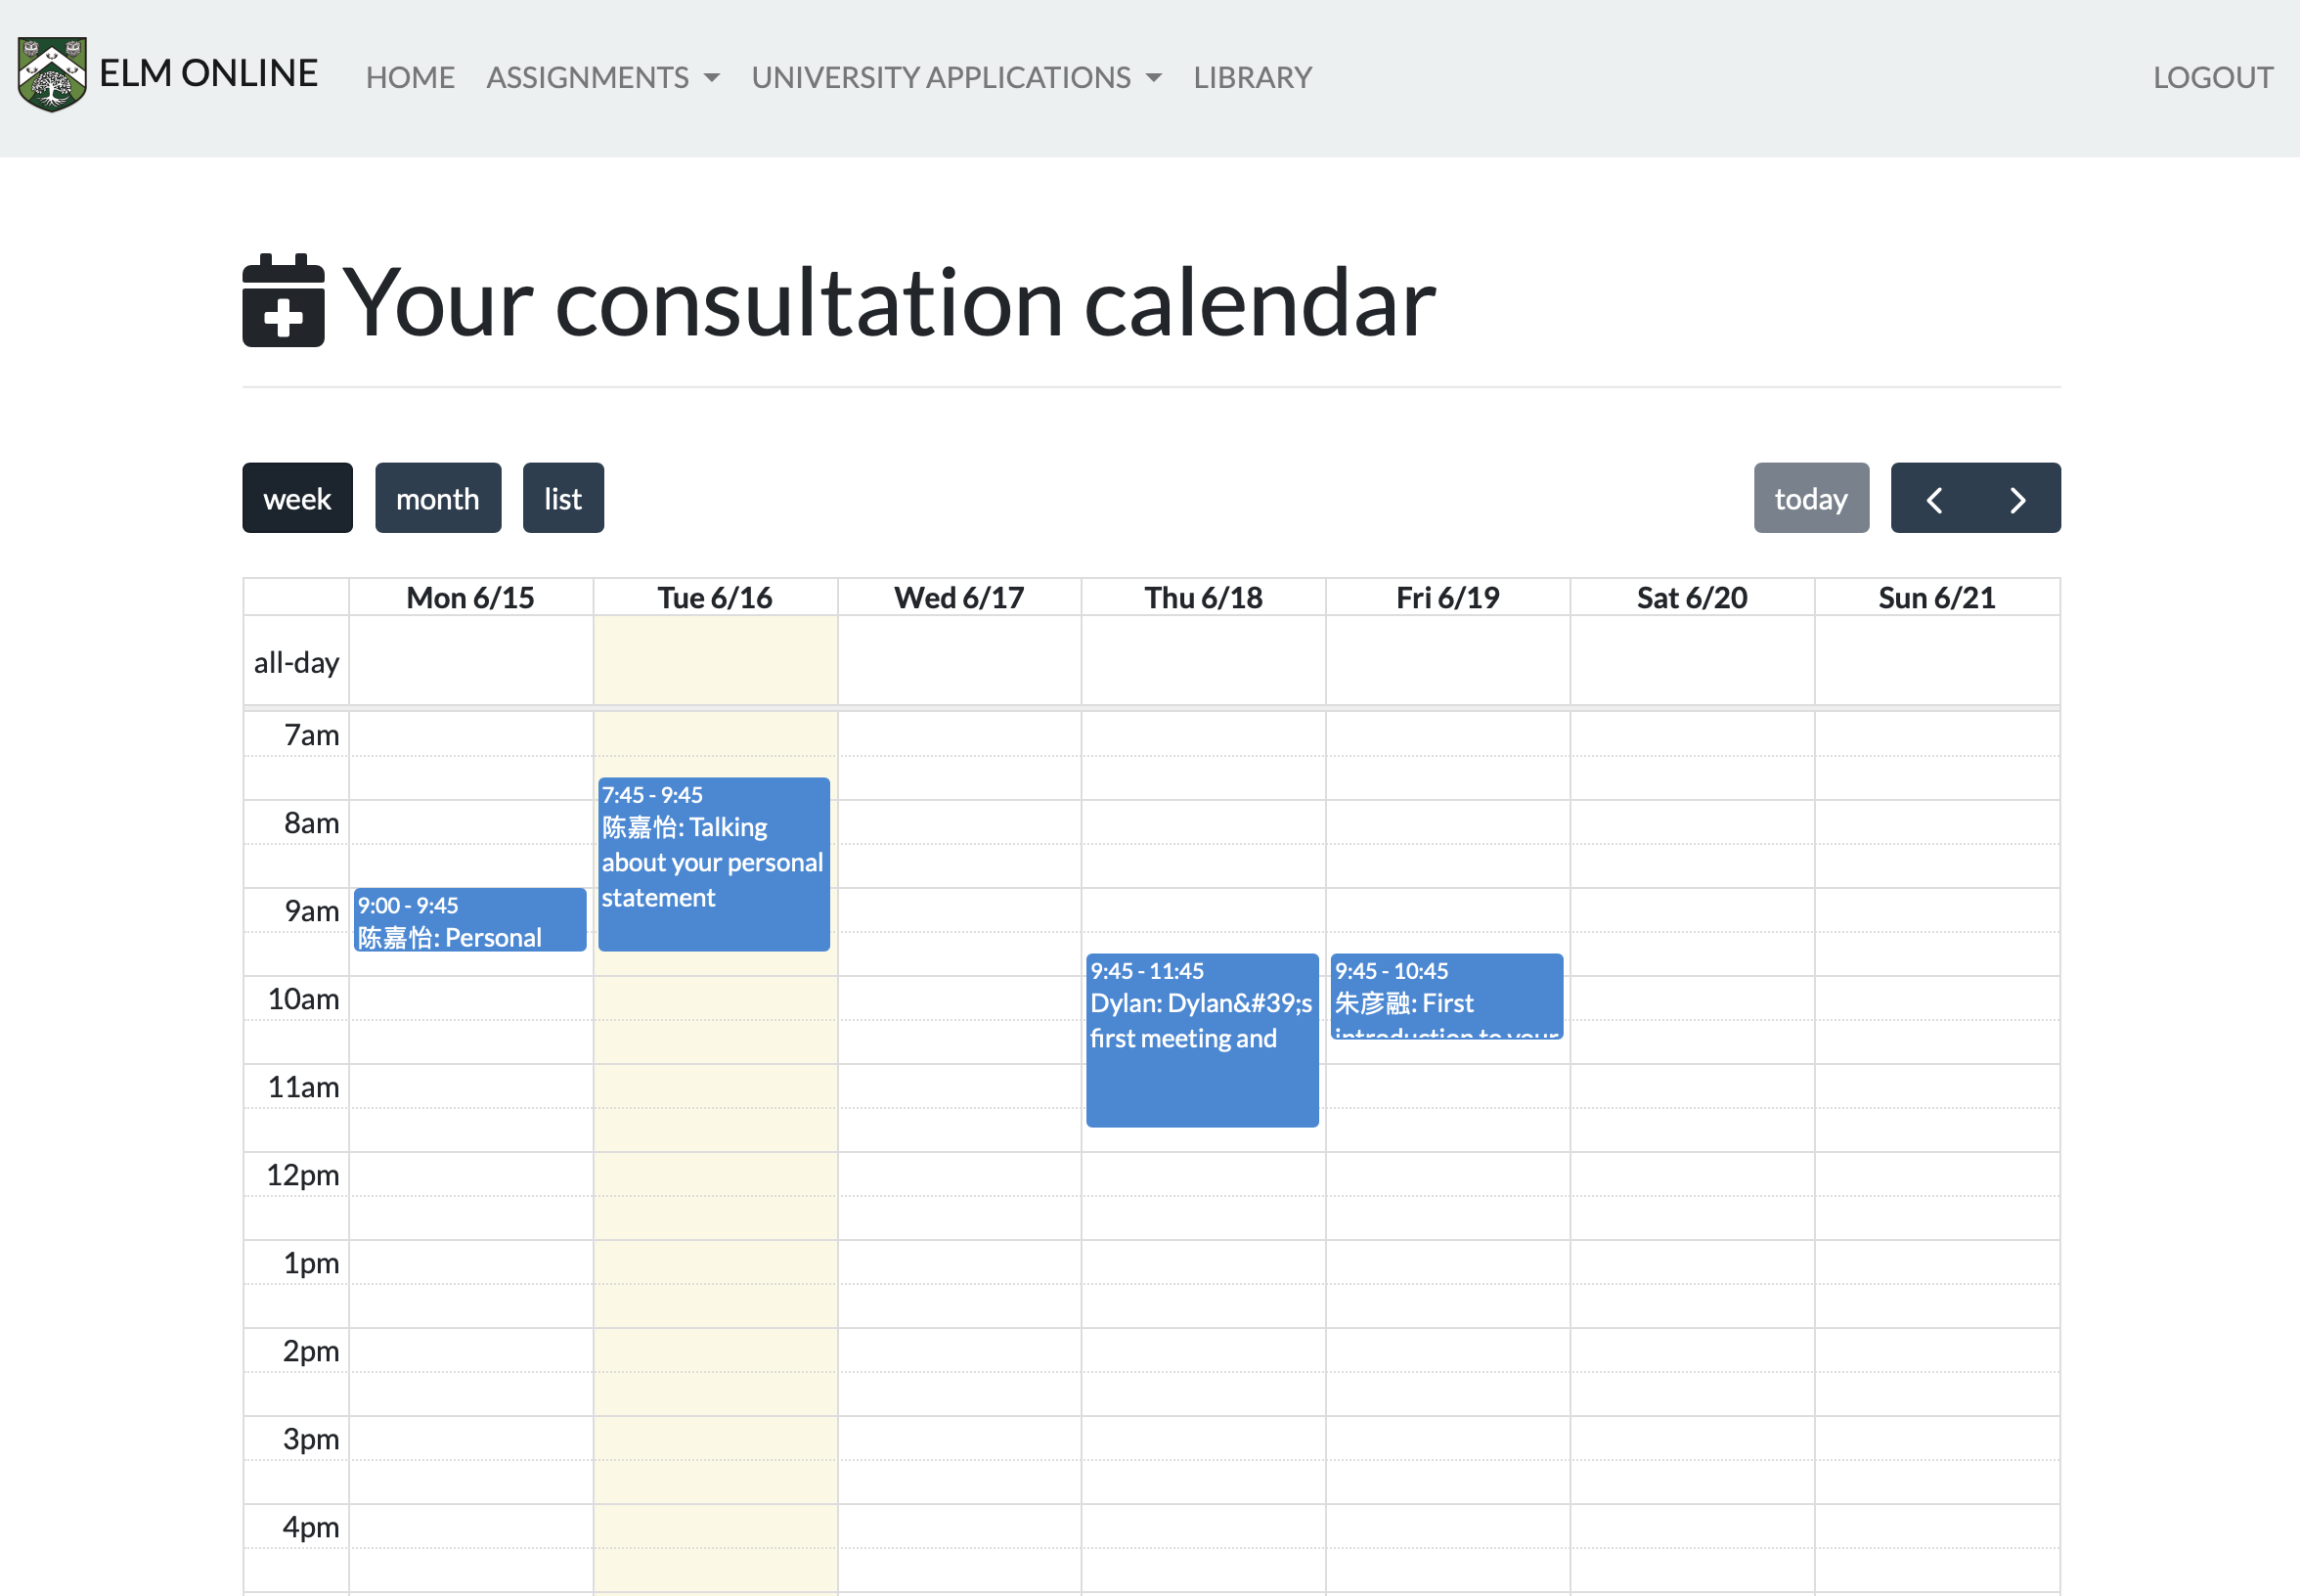 ELM ONLINE HOME ASSIGNMENTS UNIVERSITY APPLICATIONS LIBRARY LOGOUT
Your consultation calendar
week month list today
Mon 6/15 Tue 6/16 Wed 6/17 Thu 6/18 Fri 6/19 Sat 6/20 Sun 6/21
all-day
7am
7:45 - 9:45
陈嘉怡: Talking
about your personal
statement
8am
9am
9:00 - 9:45
陈嘉怡: Personal
9:45 - 11:45
Dylan: Dylan&#39;s
first meeting and
9:45 - 10:45
朱彦融: First
introduction to your
10am
11am
12pm
1pm
2pm
3pm
4pm